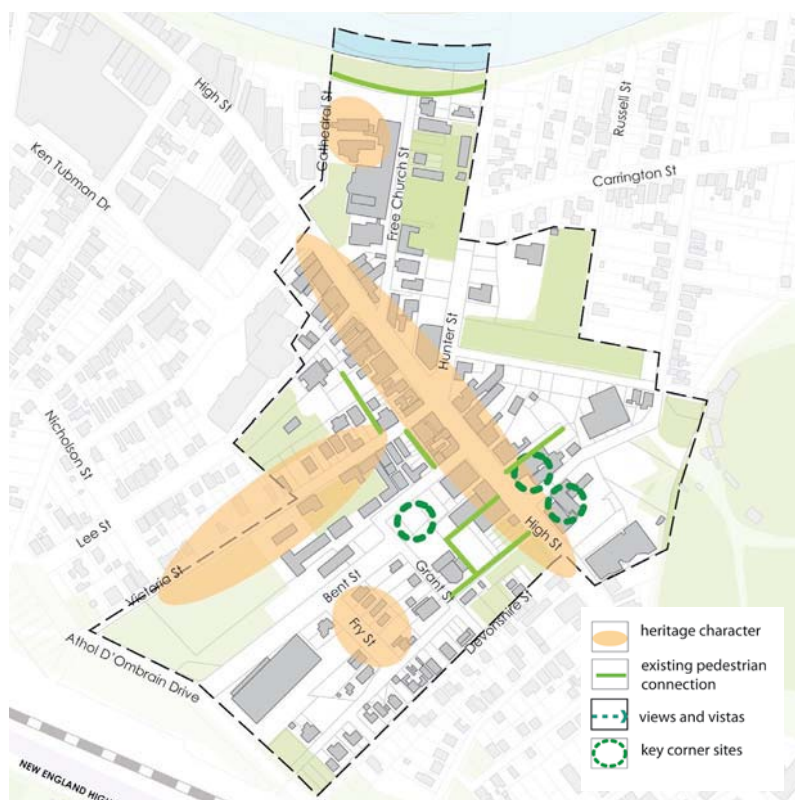 High St
Cathedral St
Russell St
Ken Tubman Dr
Free Church St
Carrington St
Hunter St
Nicholson St
Lee St
High St
Victoria St
Bent St
Grant St
Devonshire St
Fry St
Athol D'Ombrain Drive
NEW ENGLAND HIGH
heritage character
existing pedestrian
connection
views and vistas
key corner sites